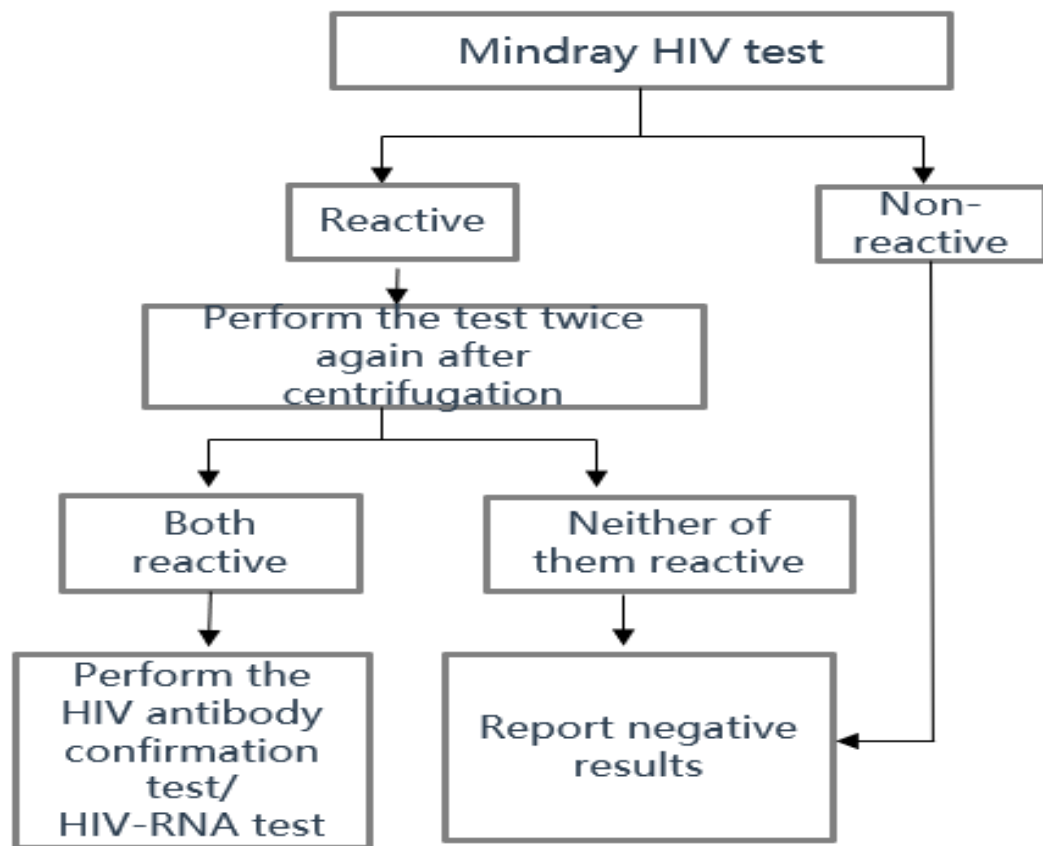 Mindray HIV test
Reactive
Non-
reactive
Perform the test twice
again after
centrifugation
Both
reactive
Neither of
them reactive
Perform the
HIV antibody
confirmation
test/
HIV-RNA test
Report negative
results